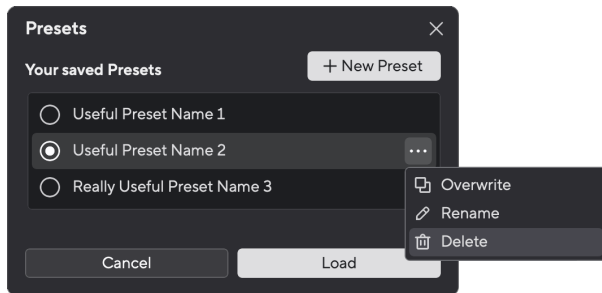 Presets
Your saved Presets
+ New Preset
Useful Preset Name 1
Useful Preset Name 2
Really Useful Preset Name 3
Overwrite
Rename
Delete
Cancel
Load